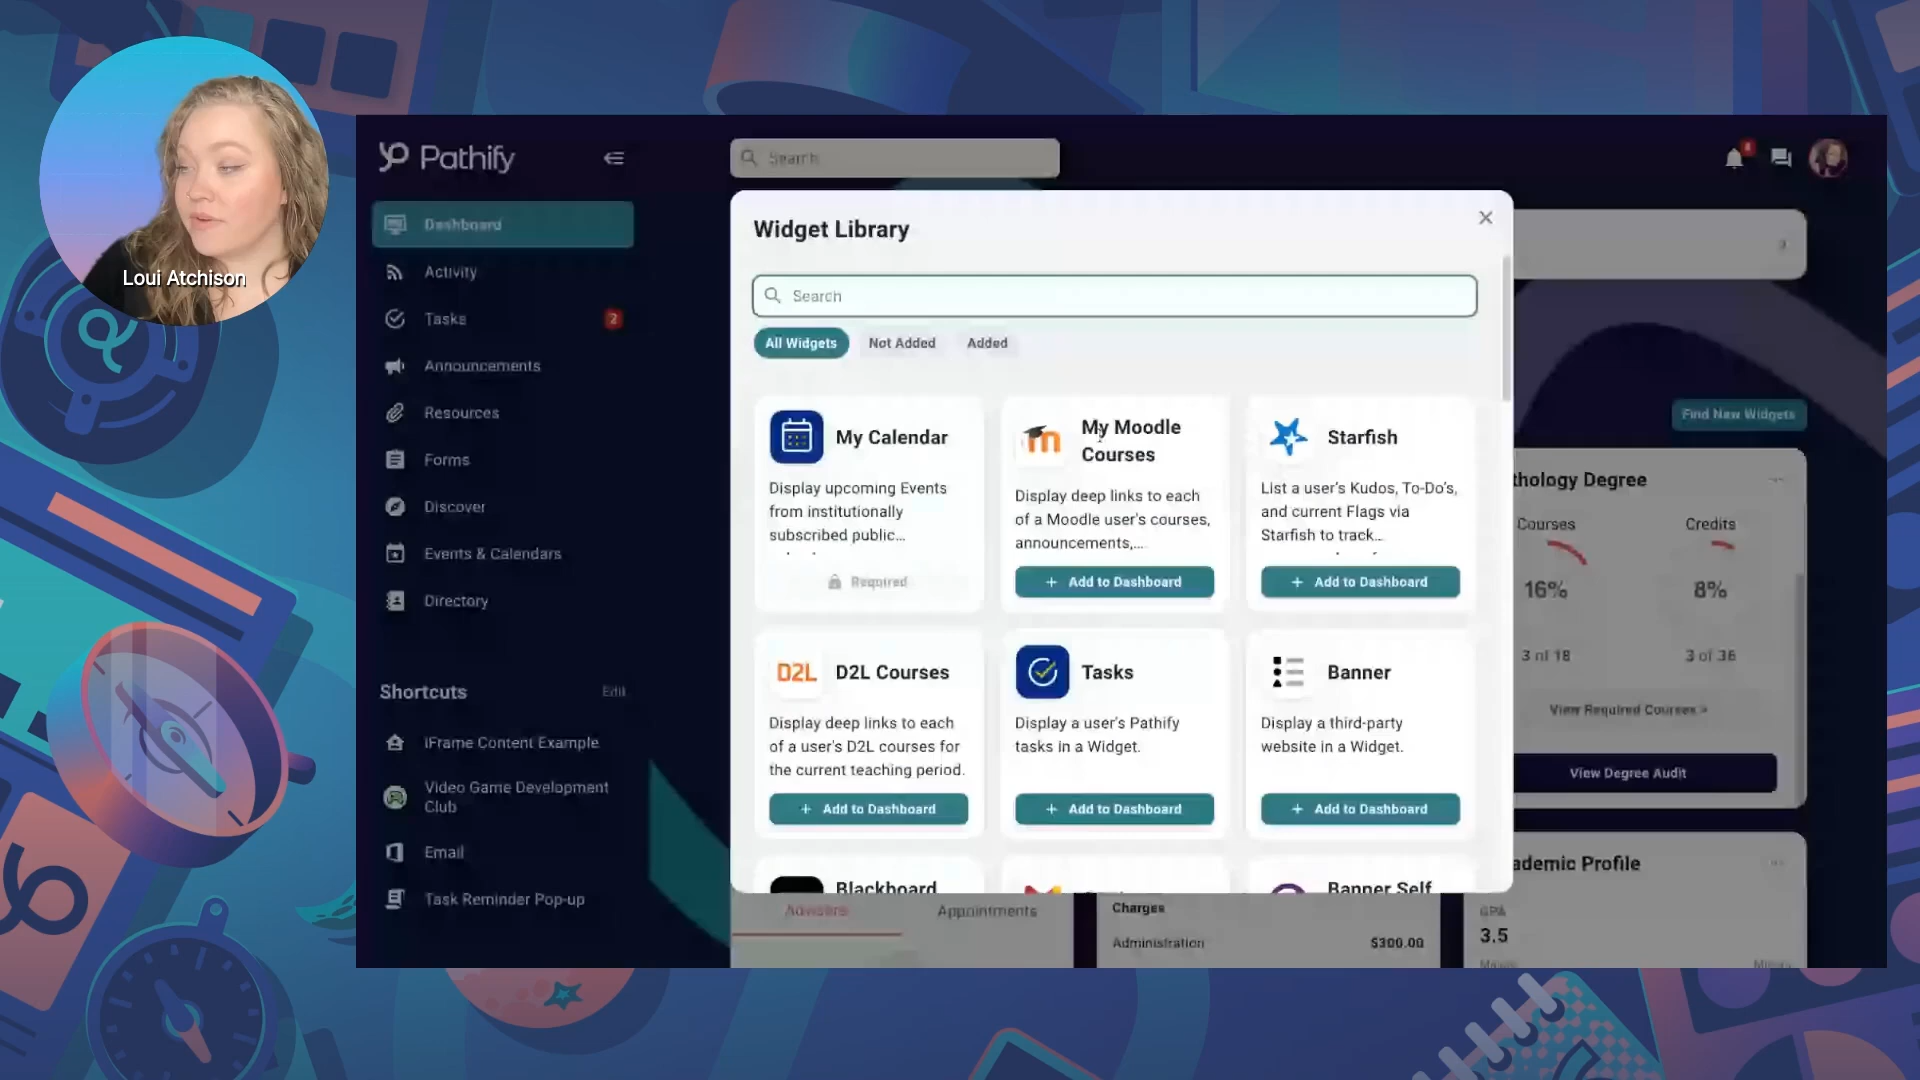 Loui Atchison
Pathify
Search
8
Dashboard
Activity
Tasks
2
Announcements
Resources
Forms
Discover
Events & Calendars
Directory
Shortcuts
Edit
IFrame Content Example
Video Game Development
Club
Email
Task Reminder Pop-up
Widget Library
Search
All Widgets
Not Added
Added
My Calendar
Display upcoming Events
from institutionally
subscribed public...
Required
My Moodle
Courses
Display deep links to each
of a Moodle user's courses,
announcements,...
+ Add to Dashboard
Starfish
List a user's Kudos, To-Do's,
and current Flags via
Starfish to track...
+ Add to Dashboard
D2L
D2L Courses
Display deep links to each
of a user's D2L courses for
the current teaching period.
+ Add to Dashboard
Tasks
Display a user's Pathify
tasks in a Widget.
+ Add to Dashboard
Banner
Display a third-party
website in a Widget.
+ Add to Dashboard
Blackboard
Banner Self
Find New Widgets
thology Degree
Courses
Credits
16%
8%
3 of 18
3 of 36
View Required Courses >
View Degree Audit
ademic Profile
GPA
3.5
Advisors
Appointments
Charges
Administration
$300.00